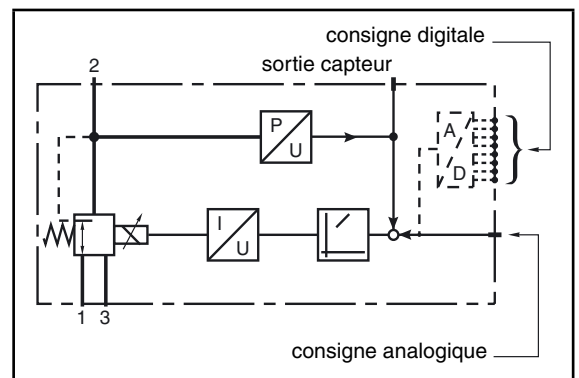 consigne digitale
2
sortie capteur
P
U
A
D
I
U
1 3
consigne analogique